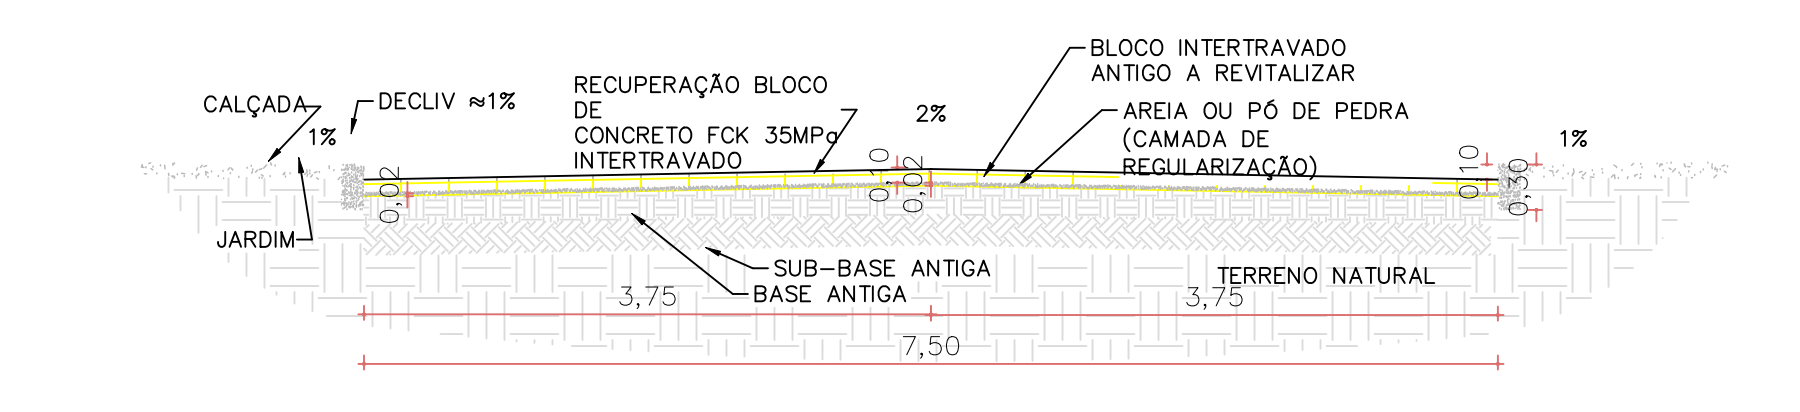 BLOCO INTERTRAVADO
ANTIGO A REVITALIZAR
RECUPERAÇÃO BLOCO
DE
CONCRETO FCK 35MPa
INTERTRAVADO
CALÇADA
DECLIV ≈1%
1%
2%
AREIA OU PÓ DE PEDRA
(CAMADA DE
REGULARIZAÇÃO)
1%
0,02
0,10
0,02
0,10
0,30
JARDIM
SUB-BASE ANTIGA
BASE ANTIGA
TERRENO NATURAL
3,75
3,75
7,50